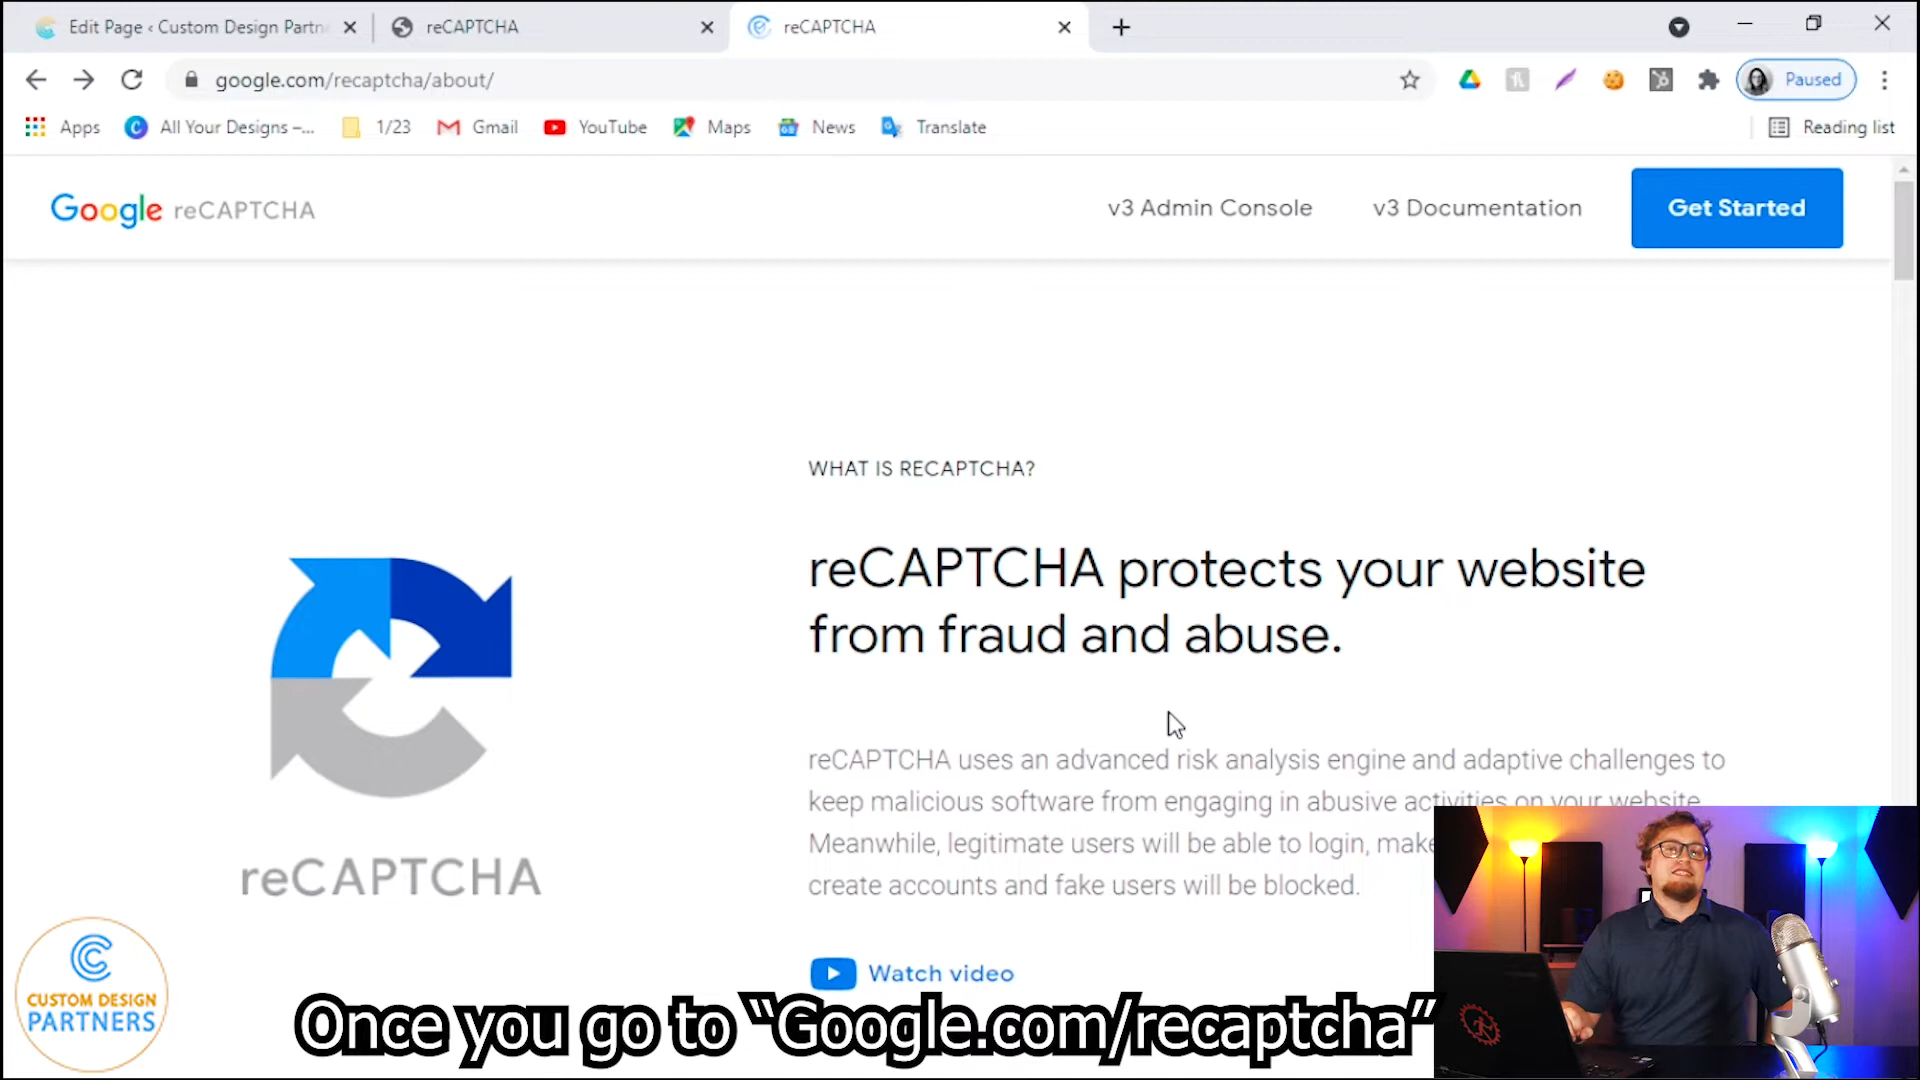 Edit Page ‹ Custom Design Partn
reCAPTCHA
reCAPTCHA
google.com/recaptcha/about/
Paused
Apps
All Your Designs –...
1/23
Gmail
YouTube
Maps
News
Translate
Reading list
Google reCAPTCHA
v3 Admin Console
v3 Documentation
Get Started
WHAT IS RECAPTCHA?
reCAPTCHA protects your website
from fraud and abuse.
reCAPTCHA uses an advanced risk analysis engine and adaptive challenges to
keep malicious software from engaging in abusive activities on your website.
Meanwhile, legitimate users will be able to login, make
create accounts and fake users will be blocked.
Watch video
reCAPTCHA
CUSTOM DESIGN
PARTNERS
Once you go to “Google.com/recaptcha”